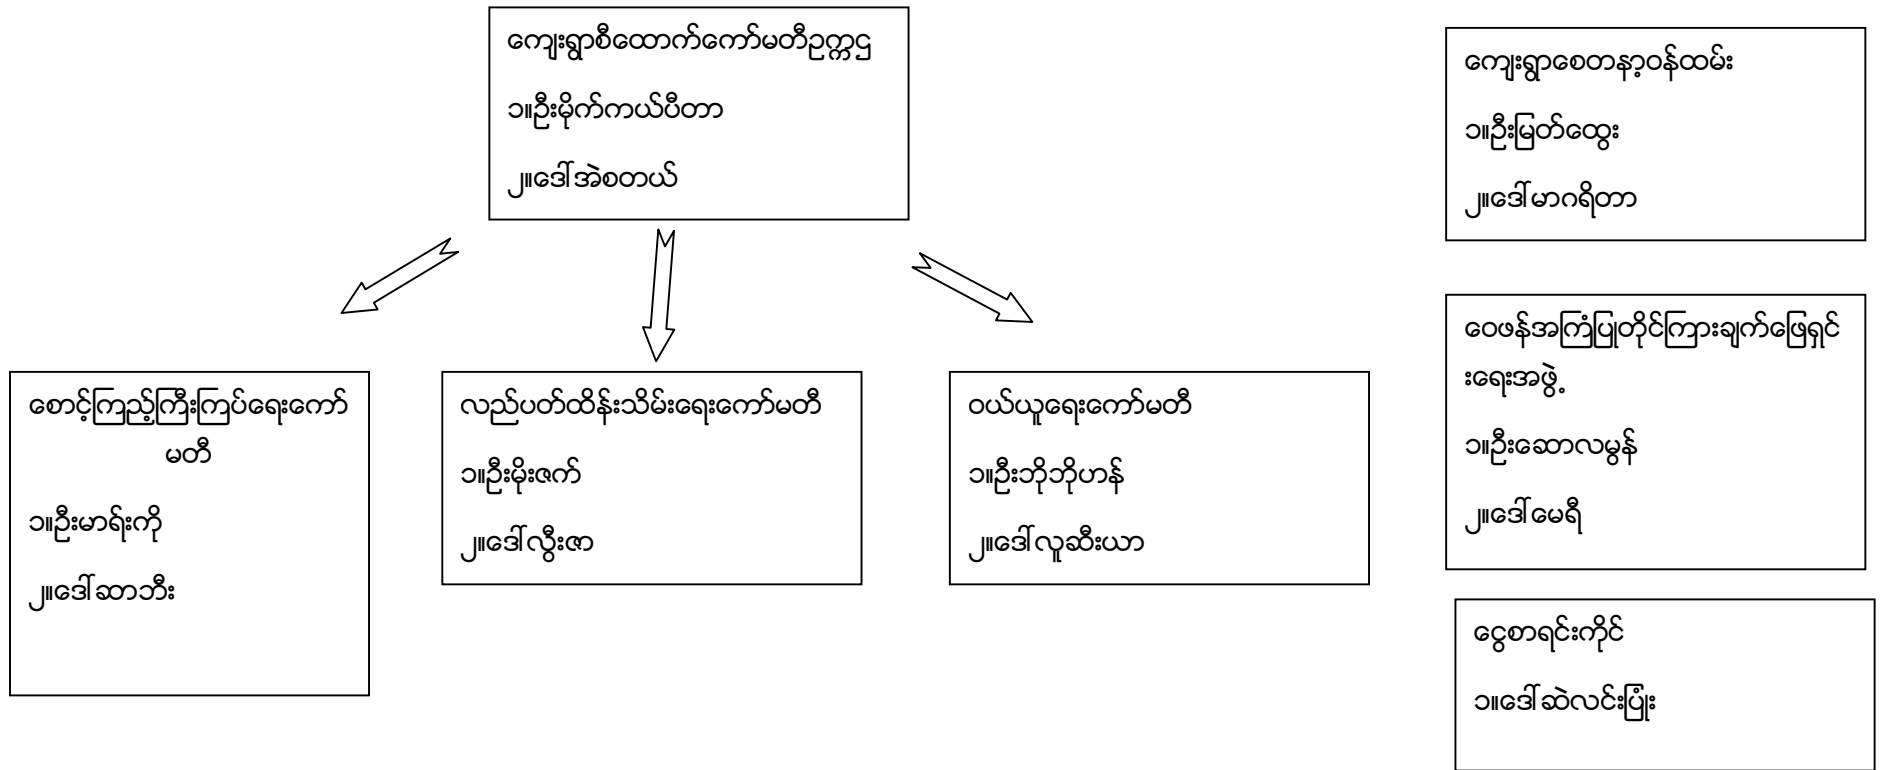 ကျေးရွာစီထောက်ကော်မတီဥက္ကဌ
၁။ဦးမိုက်ကယ်ပီတာ
၂။ဒေါ်အဲစတယ်
စောင့်ကြည့်ကြီးကြပ်ရေးကော်
မတီ
၁။ဦးမာရ်းကို
၂။ဒေါ်ဆာဘီး
လည်ပတ်ထိန်းသိမ်းရေးကော်မတီ
၁။ဦးမိုးဇက်
၂။ဒေါ်လွီးဇာ
ဝယ်ယူရေးကော်မတီ
၁။ဦးဘိုဘိုဟန်
၂။ဒေါ်လူဆီးယာ
ကျေးရွာစေတနာ့ဝန်ထမ်း
၁။ဦးမြတ်ထွေး
၂။ဒေါ်မာဂရိတာ
ဝေဖန်အကြံပြုတိုင်ကြားချက်ဖြေရှင်
းရေးအဖွဲ့
၁။ဦးဆောလမွန်
၂။ဒေါ်မေရီ
ငွေစာရင်းကိုင်
၁။ဒေါ်ဆဲလင်းပြုံး